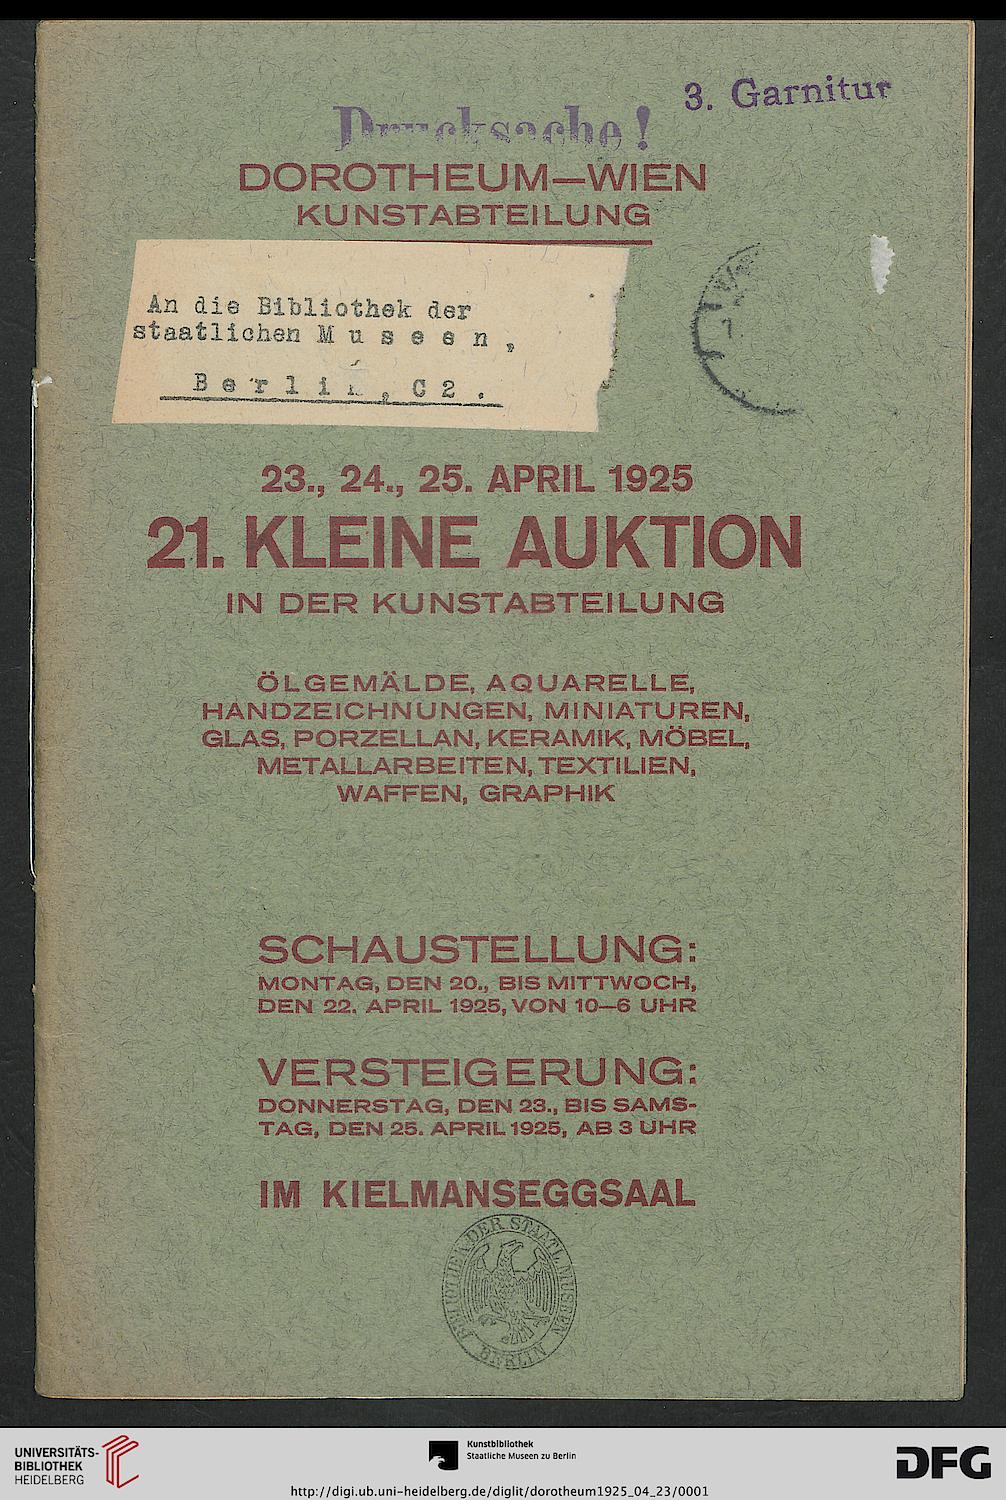 3. Garnitur
Drucksache!
DOROTHEUM—WIEN
KUNSTABTEILUNG
An die Bibliothek der
staatlichen Museen,
Berlin, C2.
23., 24., 25. APRIL 1925
21. KLEINE AUKTION
IN DER KUNSTABTEILUNG
ÖLGEMÄLDE, AQUARELLE,
HANDZEICHNUNGEN, MINIATUREN,
GLAS, PORZELLAN, KERAMIK, MÖBEL,
METALLARBEITEN, TEXTILIEN,
WAFFEN, GRAPHIK
SCHAUSTELLUNG:
MONTAG, DEN 20., BIS MITTWOCH,
DEN 22. APRIL 1925, VON 10—6 UHR
VERSTEIGERUNG:
DONNERSTAG, DEN 23., BIS SAMS-
TAG, DEN 25. APRIL 1925, AB 3 UHR
IM KIELMANSEGGSAAL
BIBLIOTHEK DER STAATL. MUSEEN
BERLIN
UNIVERSITÄTS-
BIBLIOTHEK
HEIDELBERG
Kunstbibliothek
Staatliche Museen zu Berlin
DFG
http://digi.ub.uni-heidelberg.de/diglit/dorotheum1925_04_23/0001